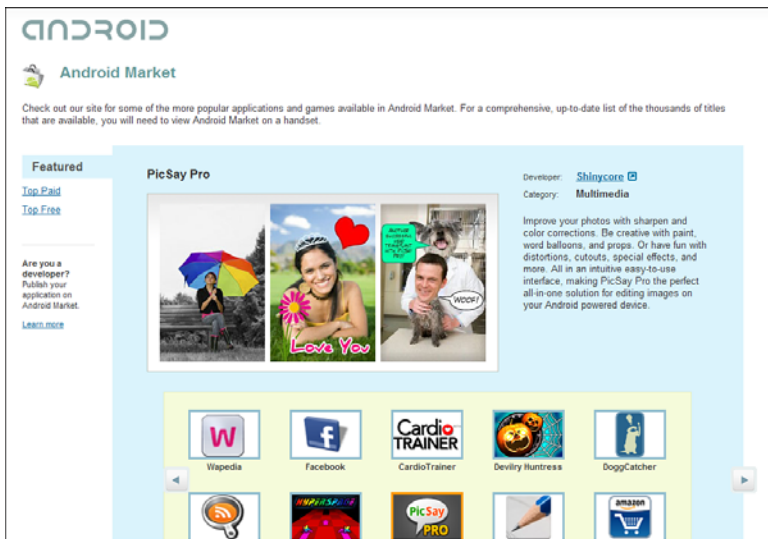 ANDROID
Android Market
Check out our site for some of the more popular applications and games available in Android Market. For a comprehensive, up-to-date list of the thousands of titles
that are available, you will need to view Android Market on a handset.
Featured
Top Paid
Top Free
Are you a
developer?
Publish your
application on
Android Market.
Learn more
PicSay Pro
Love You
WOOF!
Developer: Shinycore
Category: Multimedia
Improve your photos with sharpen and
color corrections. Be creative with paint,
word balloons, and props. Or have fun with
distortions, cutouts, special effects, and
more. All in an intuitive easy-to-use
interface, making PicSay Pro the perfect
all-in-one solution for editing images on
your Android powered device.
W
f
Cardio
TRAINER
Wapedia
Facebook
CardioTrainer
Devilry Huntress
DoggCatcher
HYPERSPACE
PicSay
PRO
amazon